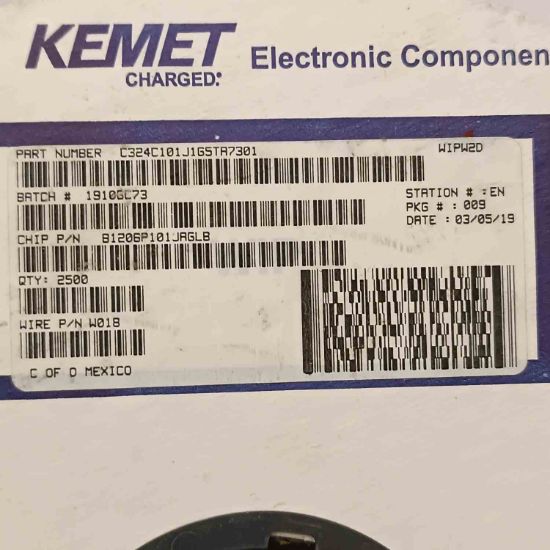 KEMET
CHARGED.
Electronic Componen
PART NUMBER C324C101J1G5TA7301
WIPW2D
BATCH # 1910GC73
STATION # :EN
PKG # : 009
DATE : 03/05/19
CHIP P/N B1206P101JAGLB
QTY: 2500
WIRE P/N W018
C OF O MEXICO